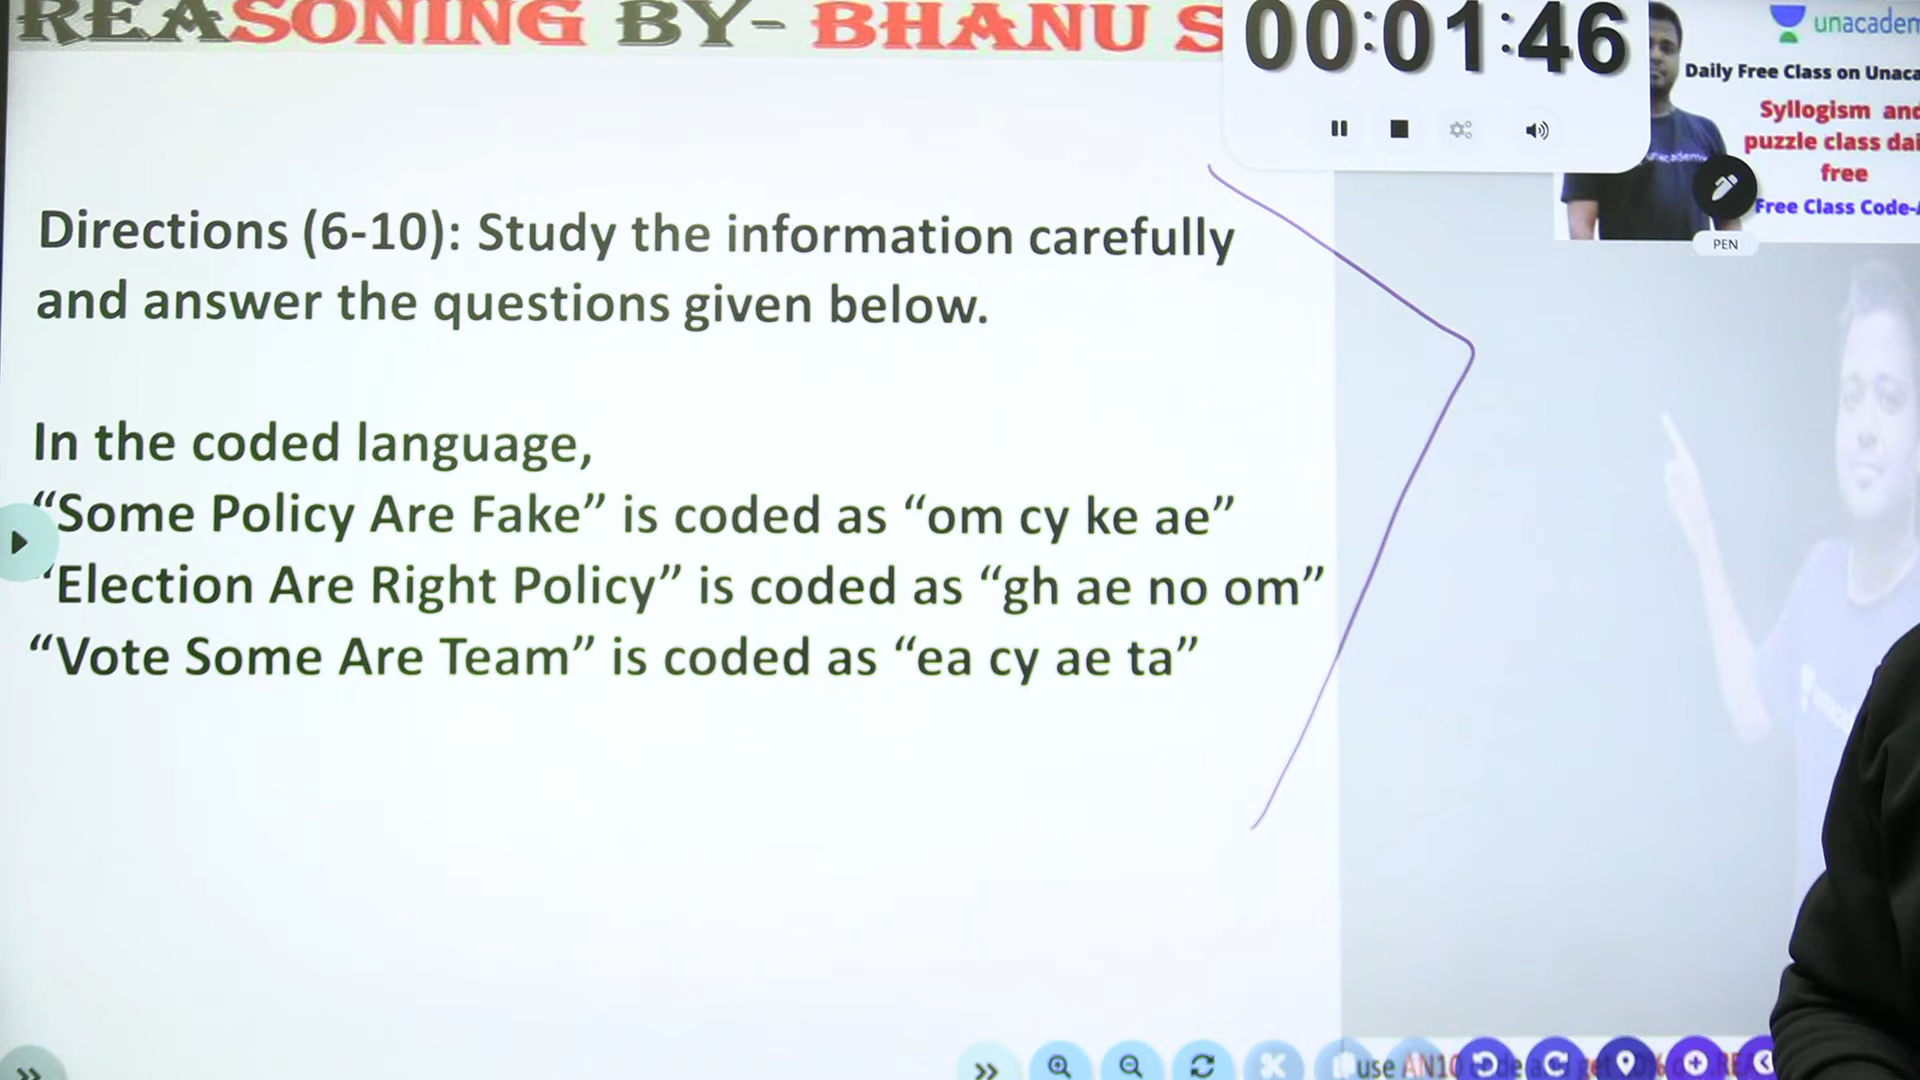 REASONING BY- BHANU S
00:01:46
unacadem
Daily Free Class on Unaca
Syllogism and
puzzle class dai
free
Free Class Code-
PEN
Directions (6-10): Study the information carefully
and answer the questions given below.
In the coded language,
“Some Policy Are Fake” is coded as “om cy ke ae”
“Election Are Right Policy” is coded as “gh ae no om”
“Vote Some Are Team” is coded as “ea cy ae ta”
use AN10